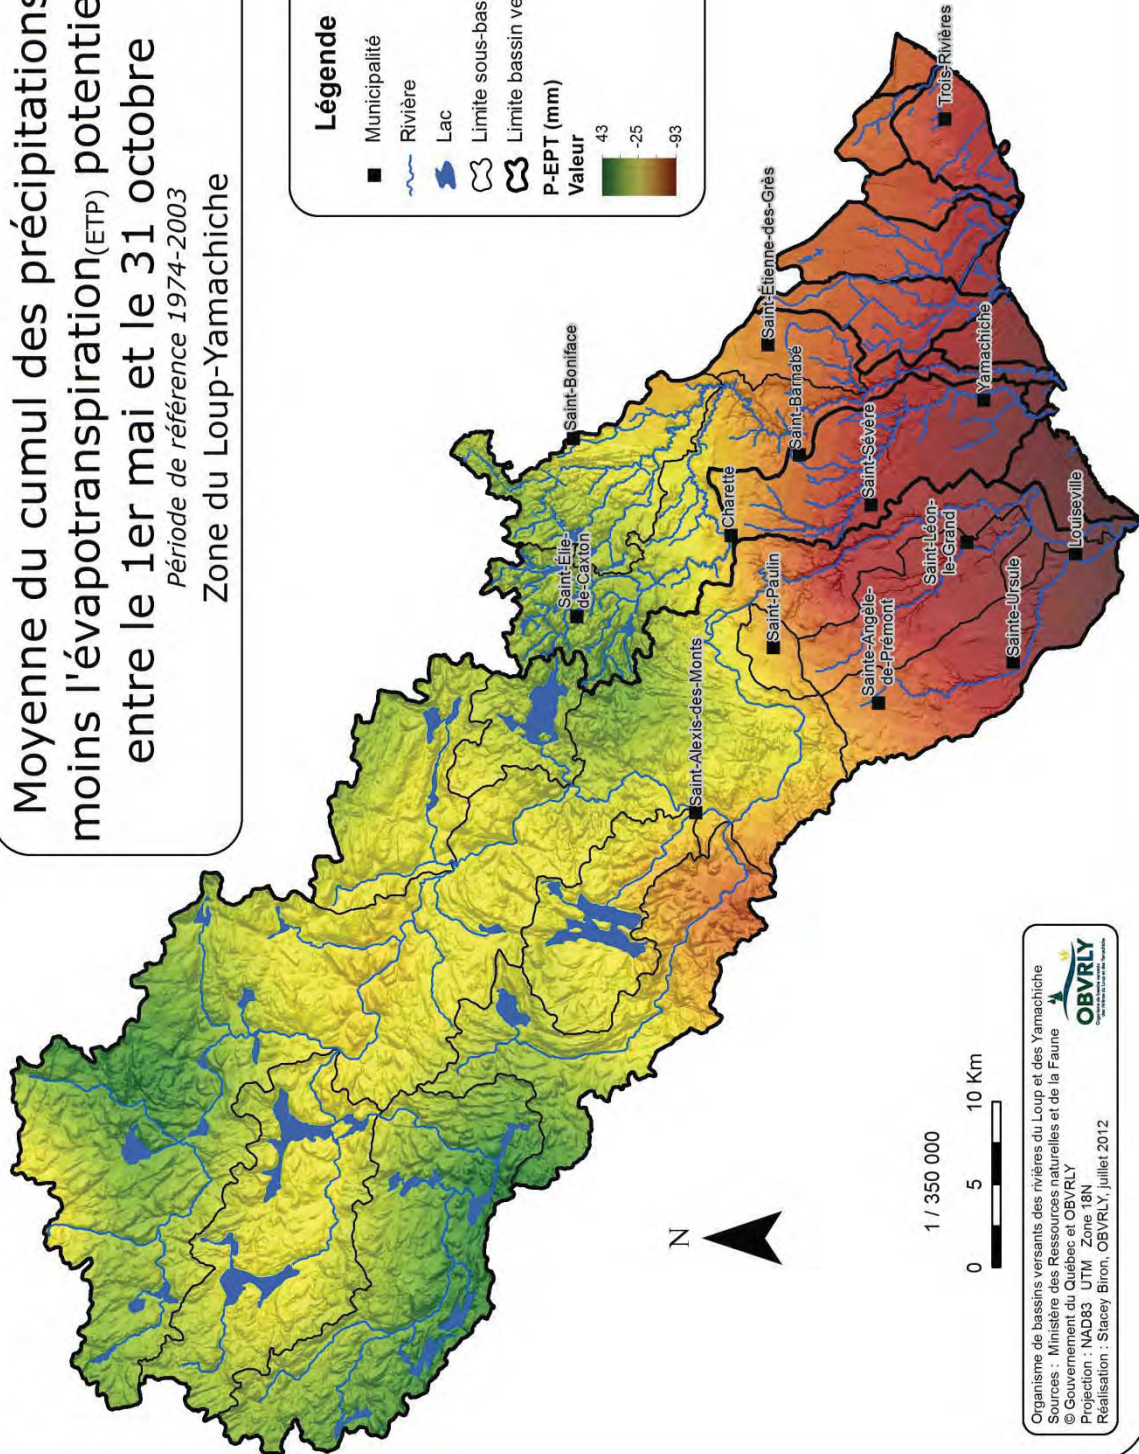 Moyenne du cumul des précipitations
moins l'évapotranspiration(ETP) potentie
entre le 1er mai et le 31 octobre
Période de référence 1974-2003
Zone du Loup-Yamachiche
Légende
Municipalité
Rivière
Lac
Limite sous-bas
Limite bassin ve
P-EPT (mm)
Valeur
43
-25
-93
Saint-Boniface
Saint-Élie-
de-Caxton
Saint-Étienne-des-Grès
Trois-Rivières
Charette
Saint-Barnabé
Saint-Alexis-des-Monts
Saint-Paulin
Saint-Sévère
Yamachiche
Sainte-Angèle-
de-Prémont
Saint-Léon-
le-Grand
Sainte-Ursule
Louiseville
N
1 / 350 000
0 5 10 Km
Organisme de bassins versants des rivières du Loup et des Yamachiche
Sources : Ministère des Ressources naturelles et de la Faune
© Gouvernement du Québec et OBVRLY
Projection : NAD83 UTM Zone 18N
Réalisation : Stacey Biron, OBVRLY, juillet 2012
OBVRLY